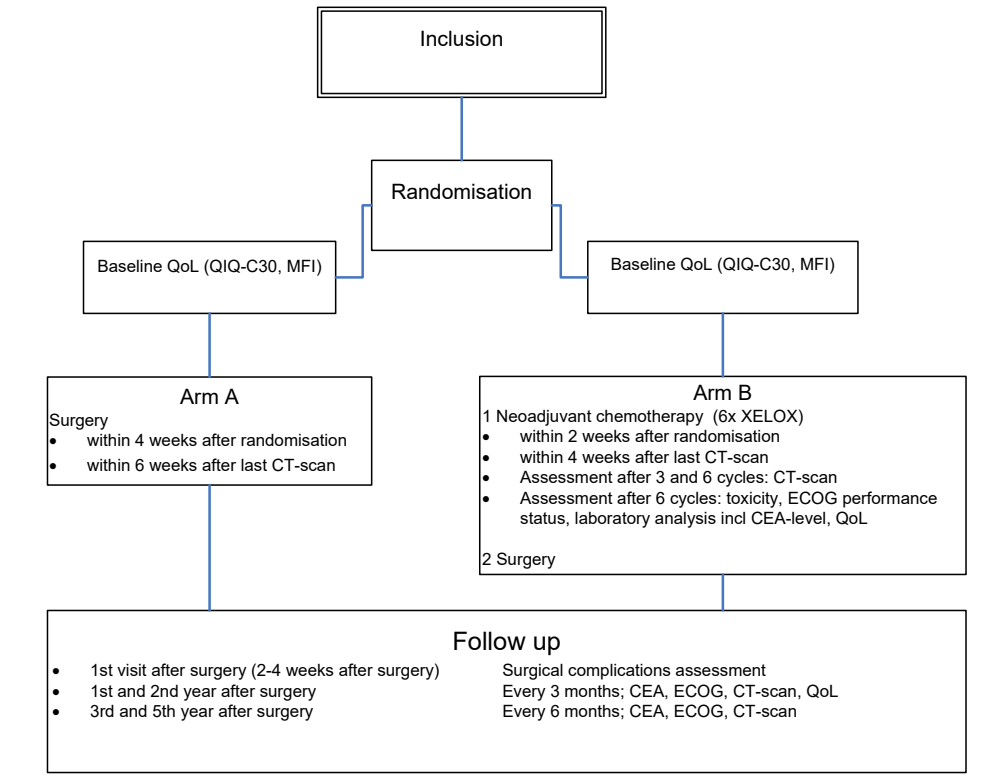 Inclusion
Randomisation
Baseline QoL (QIQ-C30, MFI)
Baseline QoL (QIQ-C30, MFI)
Arm A
Surgery
• within 4 weeks after randomisation
• within 6 weeks after last CT-scan
Arm B
1 Neoadjuvant chemotherapy (6x XELOX)
• within 2 weeks after randomisation
• within 4 weeks after last CT-scan
• Assessment after 3 and 6 cycles: CT-scan
• Assessment after 6 cycles: toxicity, ECOG performance
status, laboratory analysis incl CEA-level, QoL
2 Surgery
Follow up
• 1st visit after surgery (2-4 weeks after surgery) Surgical complications assessment
• 1st and 2nd year after surgery Every 3 months; CEA, ECOG, CT-scan, QoL
• 3rd and 5th year after surgery Every 6 months; CEA, ECOG, CT-scan